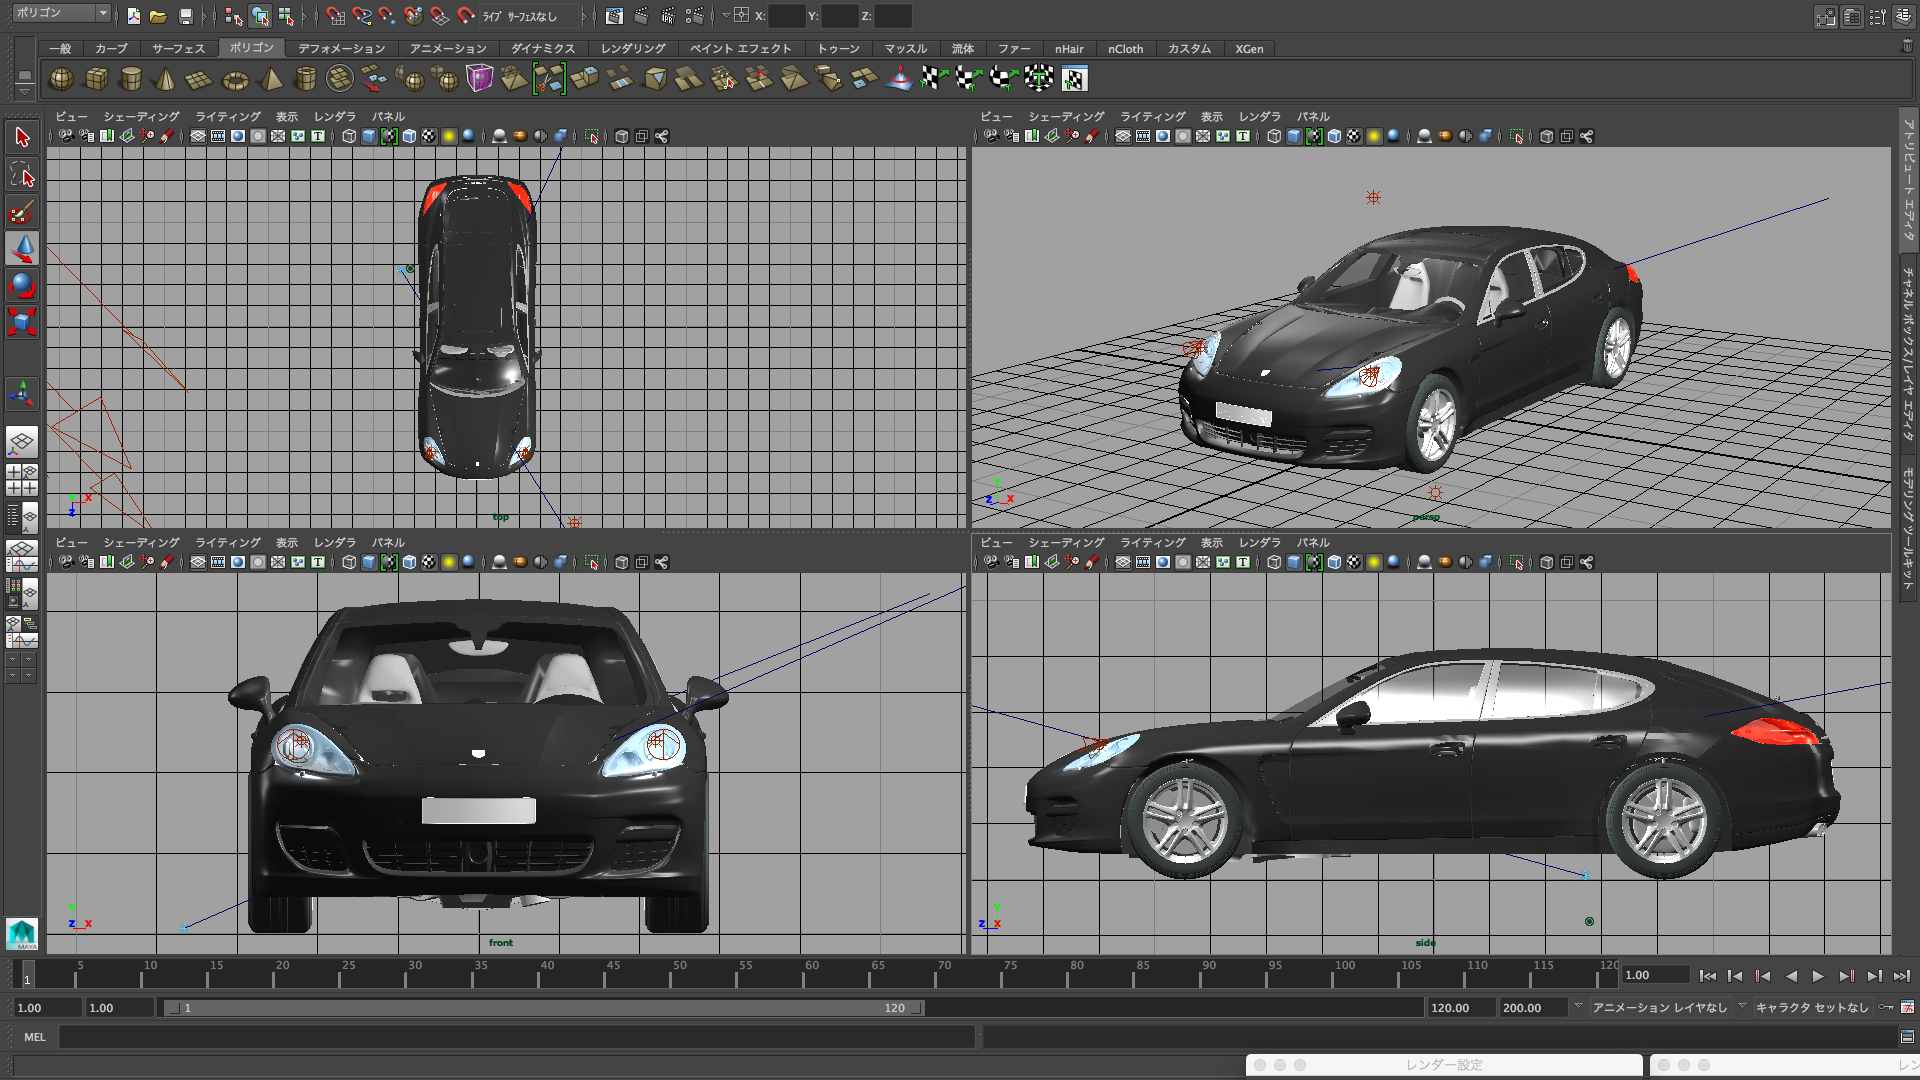 ポリゴン
ライブ サーフェスなし
X:
Y:
Z:
一般 カーブ サーフェス ポリゴン デフォメーション アニメーション ダイナミクス レンダリング ペイント エフェクト トゥーン マッスル 流体 ファー nHair nCloth カスタム XGen
ビュー シェーディング ライティング 表示 レンダラ パネル
ビュー シェーディング ライティング 表示 レンダラ パネル
アトリビュート エディタ
チャネル ボックス/レイヤ エディタ
モデリング ツールキット
Y X Z
top
Y Z X
persp
ビュー シェーディング ライティング 表示 レンダラ パネル
ビュー シェーディング ライティング 表示 レンダラ パネル
Y Z X
front
Y Z X
side
MAYA
1 5 10 15 20 25 30 35 40 45 50 55 60 65 70 75 80 85 90 95 100 105 110 115 120
1.00
1.00 1.00 1 120 120.00 200.00 アニメーション レイヤなし キャラクタ セットなし
MEL
レンダー設定
レン